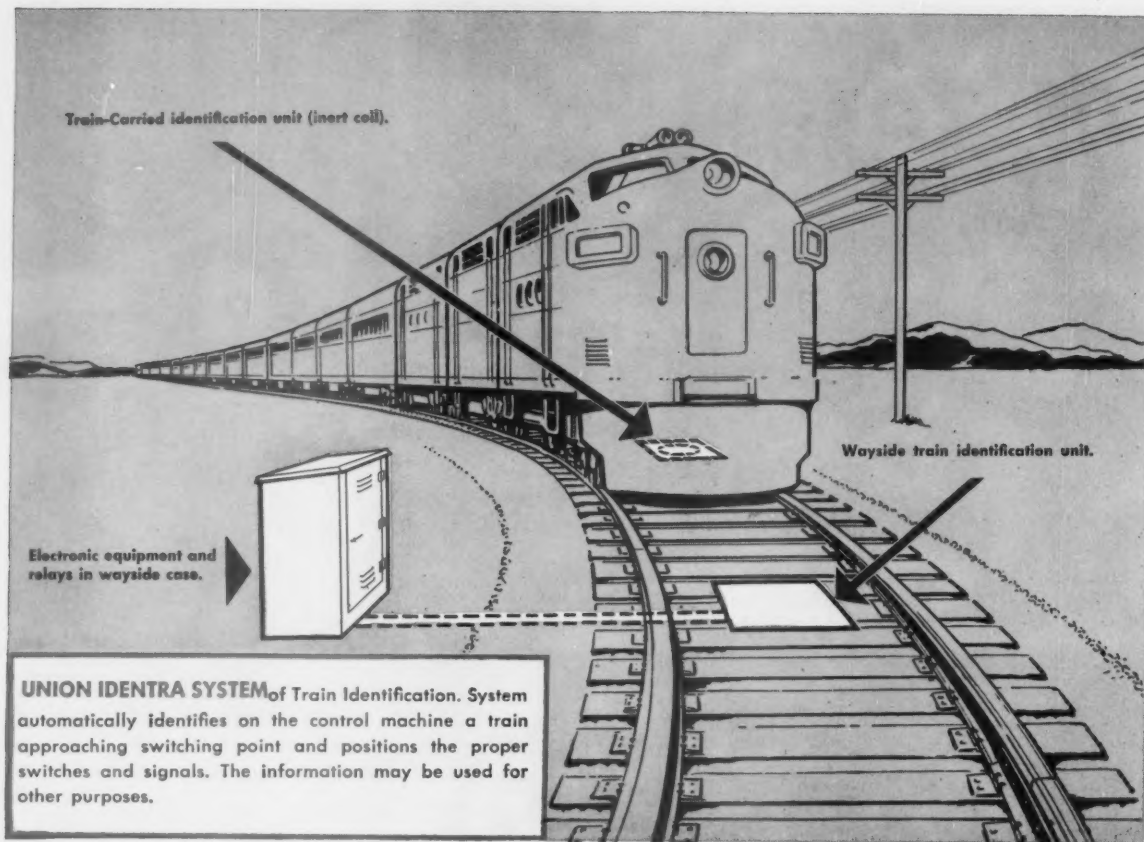 Train-Carried identification unit (inert coil).
Wayside train identification unit.
Electronic equipment and
relays in wayside case.
UNION IDENTRA SYSTEM of Train Identification. System
automatically identifies on the control machine a train
approaching switching point and positions the proper
switches and signals. The information may be used for
other purposes.